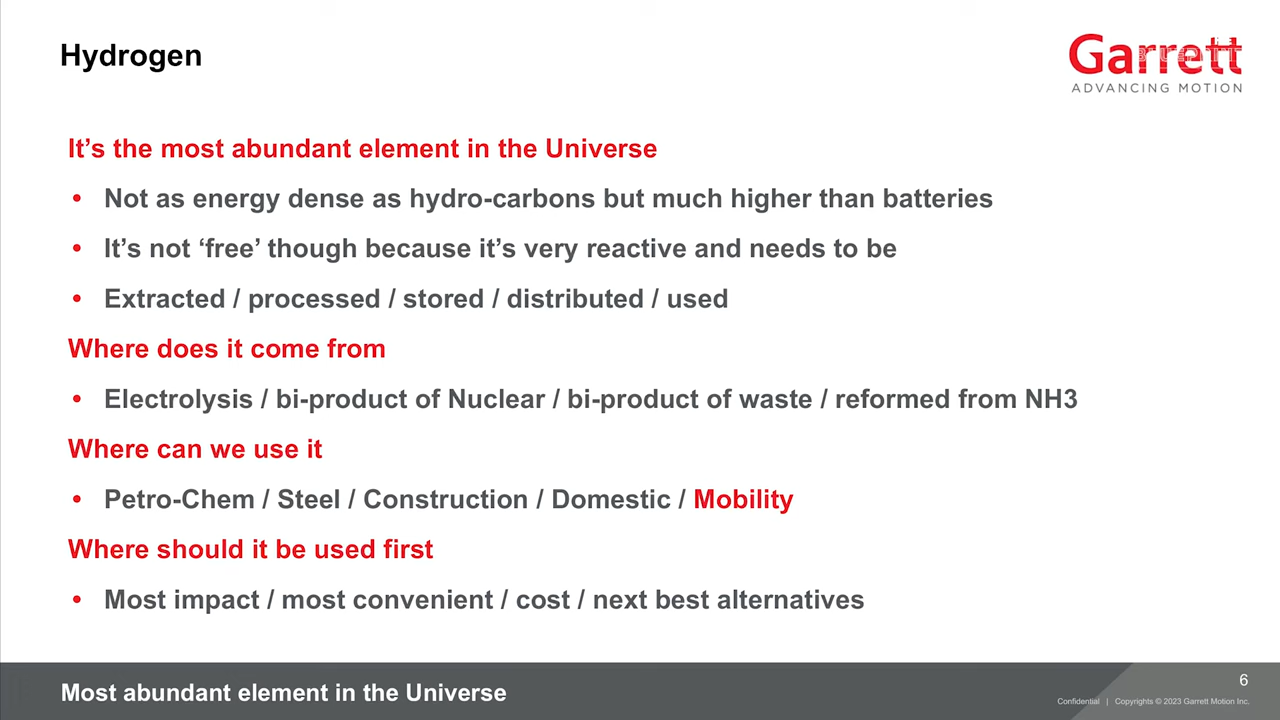 Hydrogen
Garrett
ADVANCING MOTION
It's the most abundant element in the Universe
• Not as energy dense as hydro-carbons but much higher than batteries
• It's not ‘free’ though because it's very reactive and needs to be
• Extracted / processed / stored / distributed / used
Where does it come from
• Electrolysis / bi-product of Nuclear / bi-product of waste / reformed from NH3
Where can we use it
• Petro-Chem / Steel / Construction / Domestic / Mobility
Where should it be used first
• Most impact / most convenient / cost / next best alternatives
Most abundant element in the Universe
6
Confidential | Copyrights © 2023 Garrett Motion Inc.